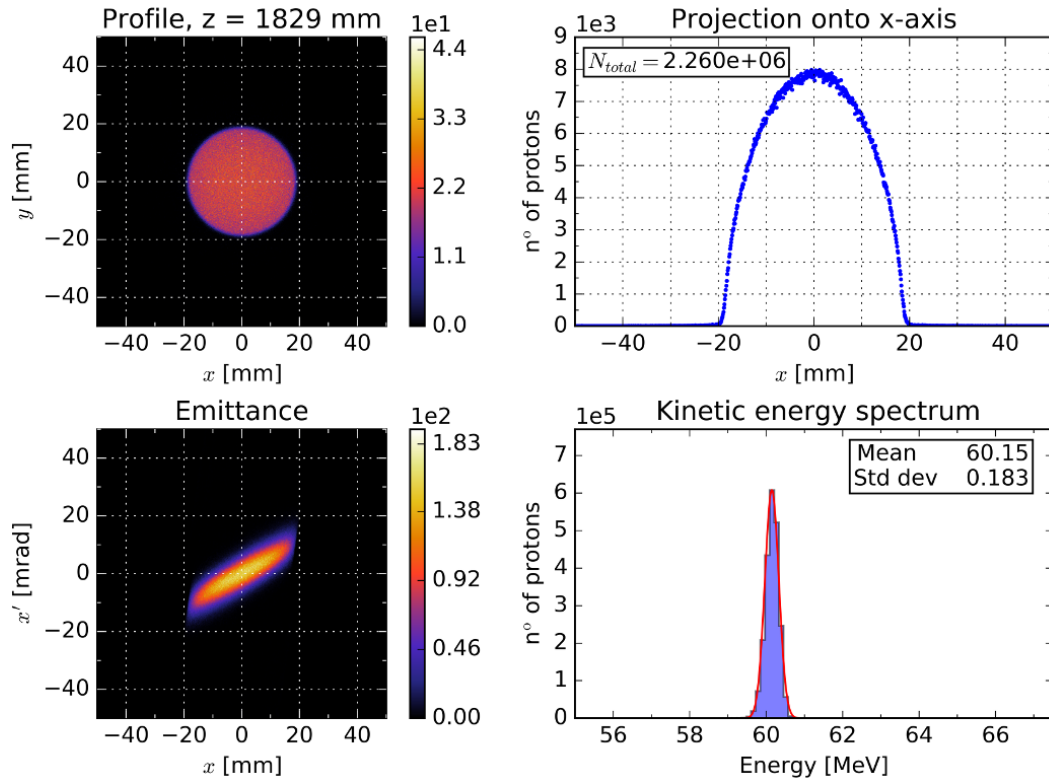 Profile, z = 1829 mm
1e1
40
20
0
−20
−40
y [mm]
−40 −20 0 20 40
x [mm]
4.4
3.3
2.2
1.1
0.0
Projection onto x-axis
1e3
N_total = 2.260e+06
9
8
7
6
5
4
3
2
1
0
nº of protons
−40 −20 0 20 40
x [mm]
Emittance
1e2
40
20
0
−20
−40
x′ [mrad]
−40 −20 0 20 40
x [mm]
1.83
1.38
0.92
0.46
0.00
Kinetic energy spectrum
1e5
Mean 60.15
Std dev 0.183
7
6
5
4
3
2
1
0
nº of protons
56 58 60 62 64 66
Energy [MeV]